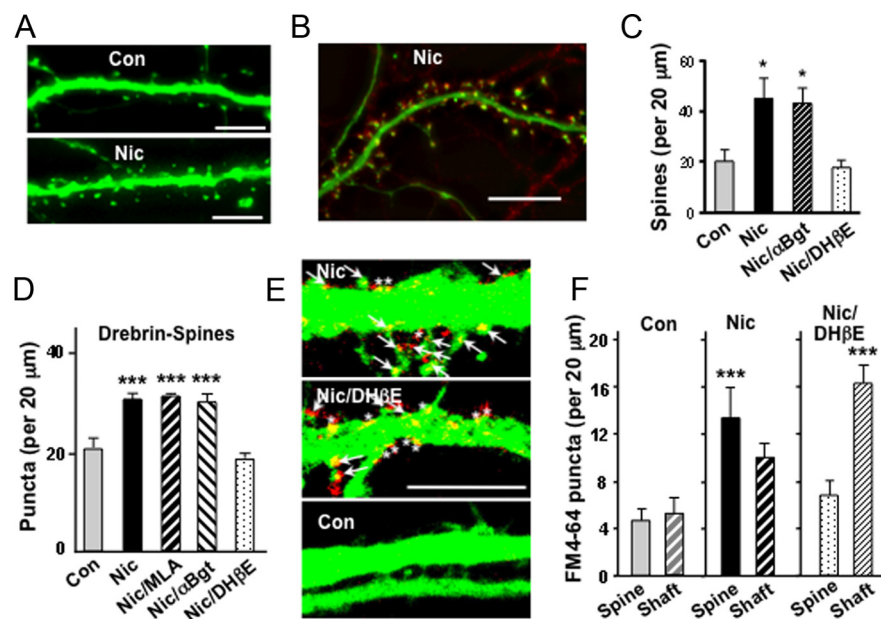 A
Con
Nic
B
Nic
C
Spines (per 20 μm)
60
40
20
0
*
*
Con
Nic
Nic/αBgt
Nic/DHβE
D
Drebrin-Spines
Puncta (per 20 μm)
40
20
0
***
***
***
Con
Nic
Nic/MLA
Nic/αBgt
Nic/DHβE
E
Nic
**
*
Nic/DHβE
*
*
*
*
*
*
*
Con
F
FM4-64 puncta (per 20 μm)
20
16
12
8
4
0
Con
Nic
Nic/
DHβE
***
***
Spine
Shaft
Spine
Shaft
Spine
Shaft